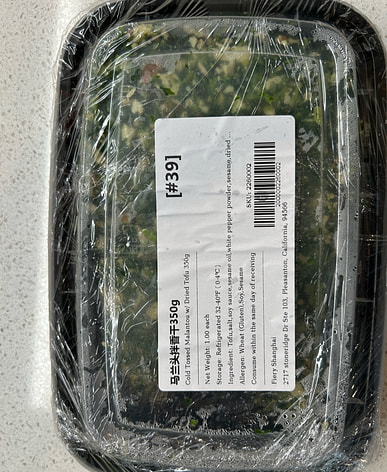 [#39]
马兰头拌香干350g
Cold Tossed Malantou w/ Dried Tofu 350g
Net Weight: 1.00 each
Storage: Refrigerated 32-40°F ( 0-4℃)
Ingredient: Tofu,salt,soy sauce,sesame oil,white pepper powder,sesame,dried ...
Allergen: Wheat (Gluten),Soy,Sesame
Consume within the same day of receiving
SKU: 2260002
Fiery Shanghai
2717 stoneridge Dr Ste 103, Pleasanton, California, 94566